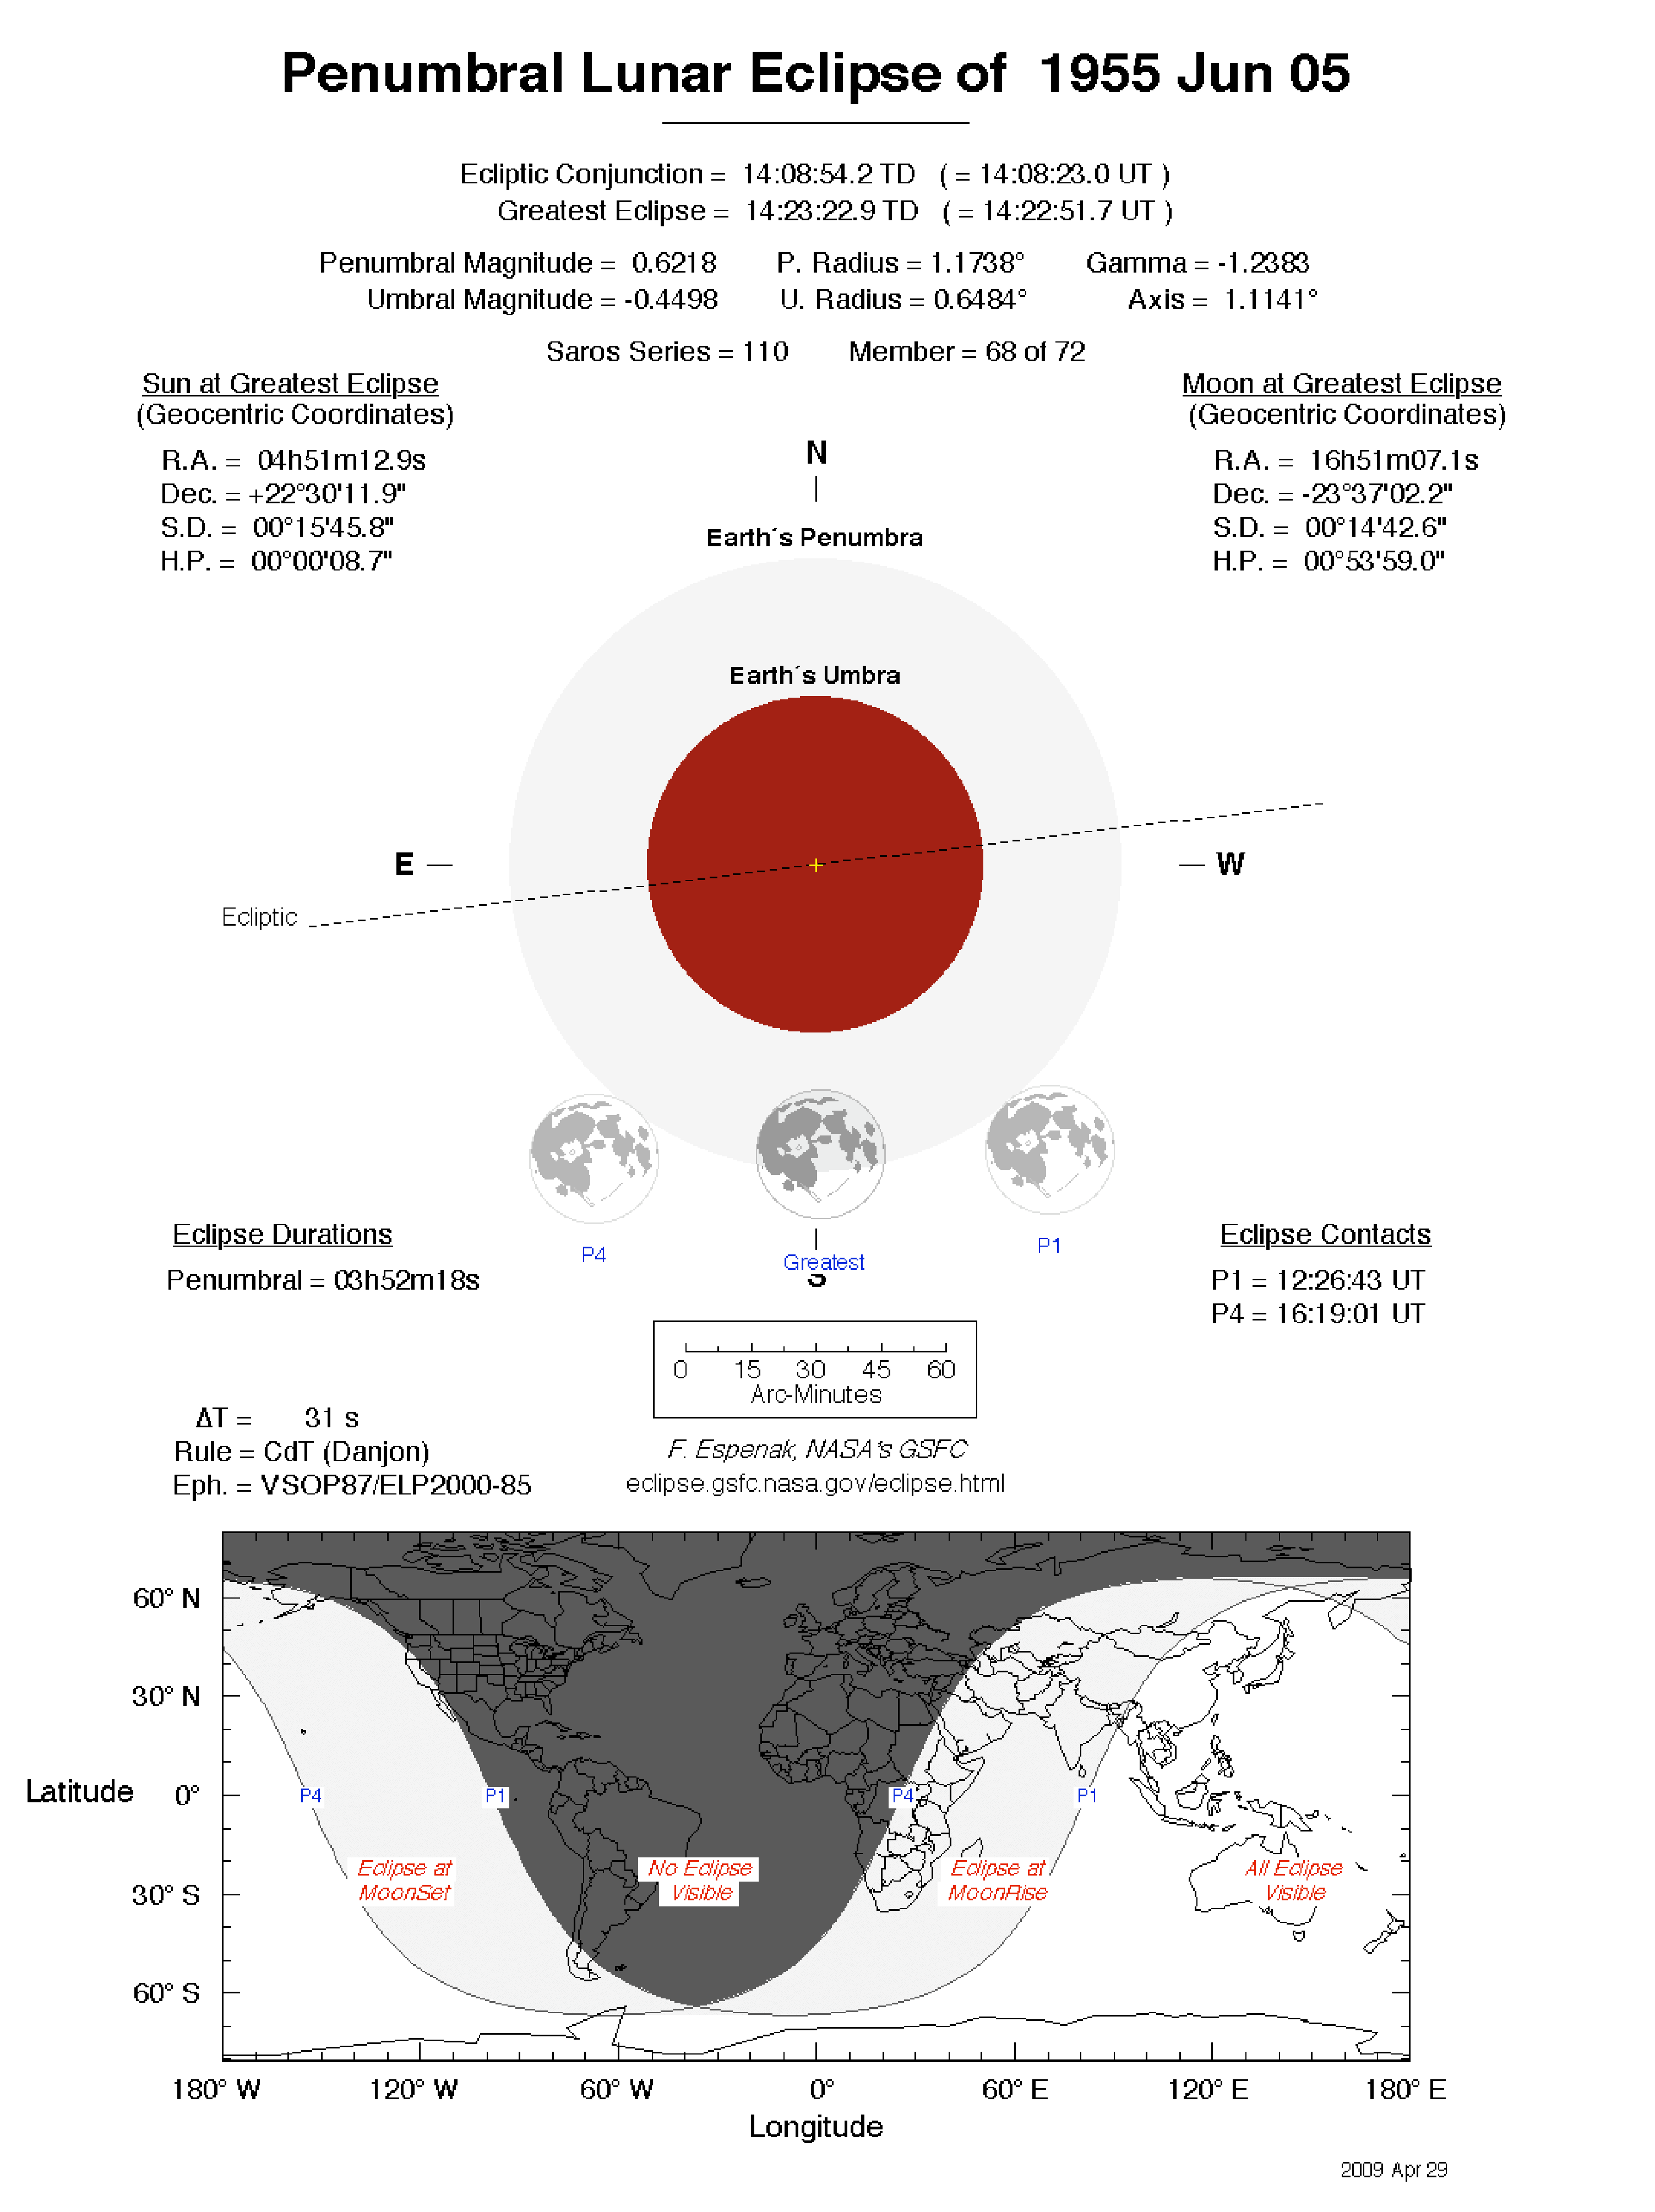 Penumbral Lunar Eclipse of 1955 Jun 05
Ecliptic Conjunction = 14:08:54.2 TD ( = 14:08:23.0 UT )
Greatest Eclipse = 14:23:22.9 TD ( = 14:22:51.7 UT )
Penumbral Magnitude = 0.6218 P. Radius = 1.1738° Gamma = -1.2383
Umbral Magnitude = -0.4498 U. Radius = 0.6484° Axis = 1.1141°
Saros Series = 110 Member = 68 of 72
Sun at Greatest Eclipse
(Geocentric Coordinates)
R.A. = 04h51m12.9s
Dec. = +22°30'11.9"
S.D. = 00°15'45.8"
H.P. = 00°00'08.7"
Moon at Greatest Eclipse
(Geocentric Coordinates)
R.A. = 16h51m07.1s
Dec. = -23°37'02.2"
S.D. = 00°14'42.6"
H.P. = 00°53'59.0"
N
Earth´s Penumbra
Earth´s Umbra
E
W
Ecliptic
P4
Greatest
P1
S
Eclipse Durations
Penumbral = 03h52m18s
Eclipse Contacts
P1 = 12:26:43 UT
P4 = 16:19:01 UT
0 15 30 45 60
Arc-Minutes
ΔT = 31 s
Rule = CdT (Danjon)
Eph. = VSOP87/ELP2000-85
F. Espenak, NASA's GSFC
eclipse.gsfc.nasa.gov/eclipse.html
60° N
30° N
Latitude 0°
30° S
60° S
P4 P1 P4 P1
Eclipse at
MoonSet
No Eclipse
Visible
Eclipse at
MoonRise
All Eclipse
Visible
180° W 120° W 60° W 0° 60° E 120° E 180° E
Longitude
2009 Apr 29